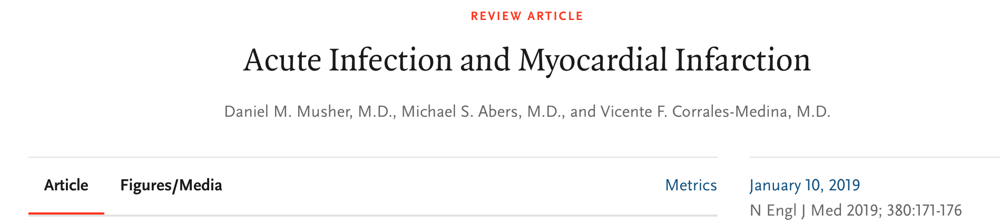 REVIEW ARTICLE
Acute Infection and Myocardial Infarction
Daniel M. Musher, M.D., Michael S. Abers, M.D., and Vicente F. Corrales-Medina, M.D.
Article Figures/Media Metrics
January 10, 2019
N Engl J Med 2019; 380:171-176